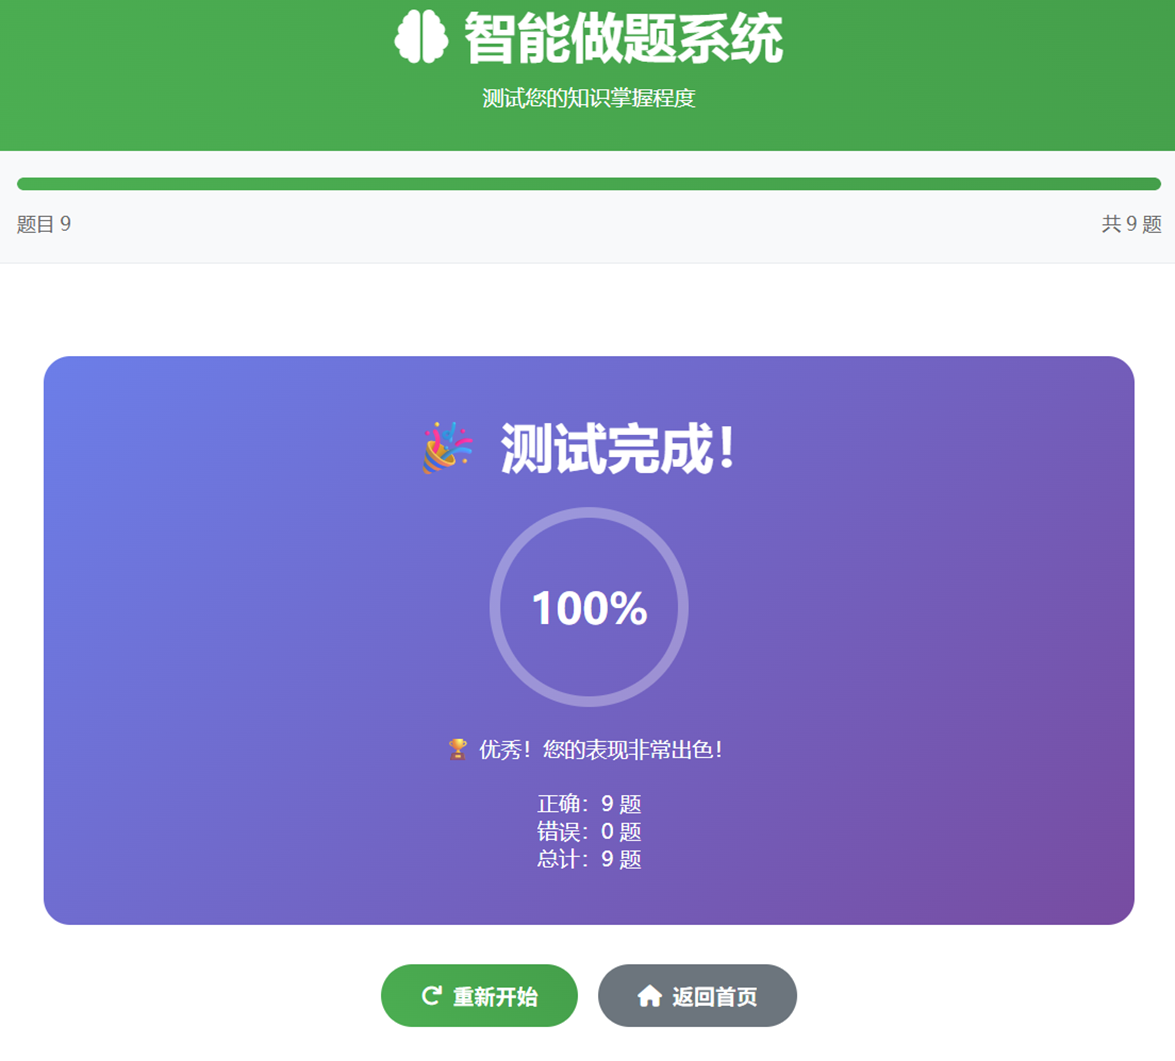 智能做题系统
测试您的知识掌握程度
题目 9
共 9 题
测试完成！
100%
优秀！您的表现非常出色！
正确：9 题
错误：0 题
总计：9 题
重新开始
返回首页